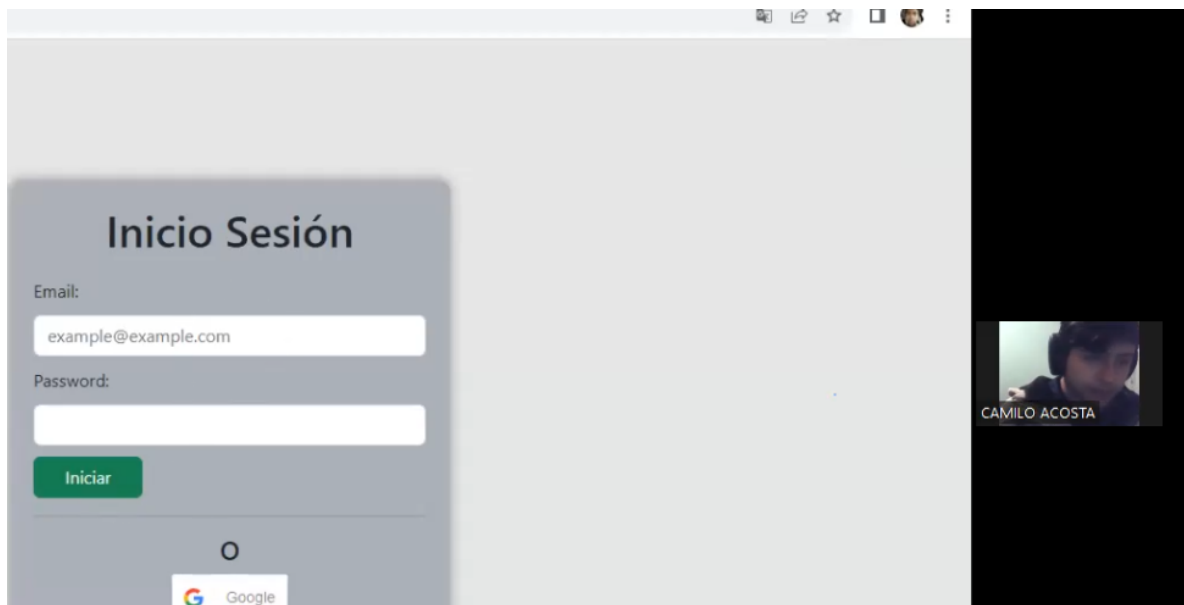 Inicio Sesión
Email:
example@example.com
Password:
Iniciar
O
G Google
CAMILO ACOSTA